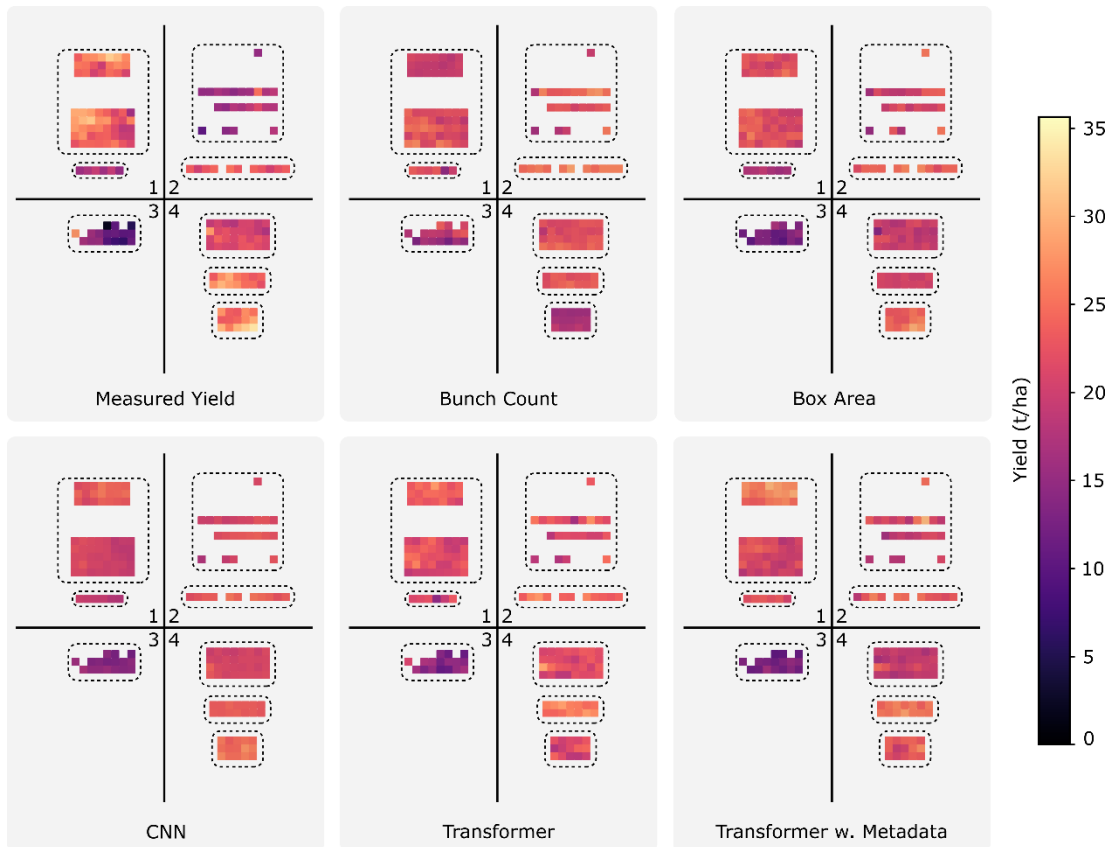 1 2
3 4
Measured Yield
1 2
3 4
Bunch Count
1 2
3 4
Box Area
1 2
3 4
CNN
1 2
3 4
Transformer
1 2
3 4
Transformer w. Metadata
Yield (t/ha)
35
30
25
20
15
10
5
0